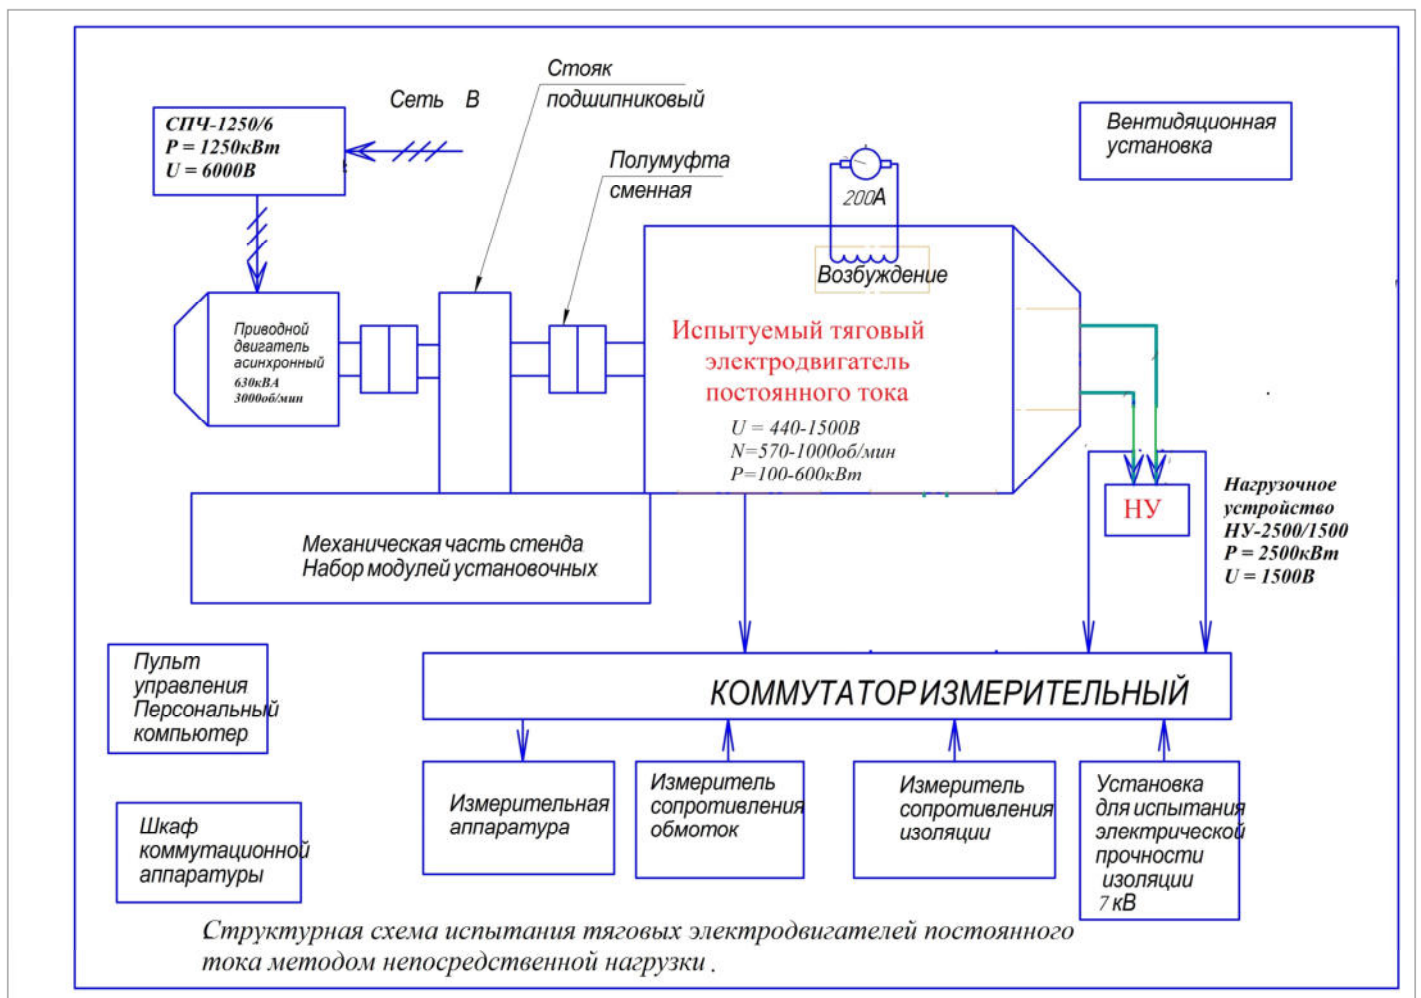 Стояк
подшипниковый
Сеть В
СПЧ-1250/6
P = 1250кВт
U = 6000В
Вентидяционная
установка
Полумуфта
сменная
200А
Возбуждение
Приводной
двигатель
асинхронный
630кВА
3000об/мин
Испытуемый тяговый
электродвигатель
постоянного тока
U = 440-1500В
N=570-1000об/мин
P=100-600кВт
НУ
Нагрузочное
устройство
НУ-2500/1500
P = 2500кВт
U = 1500В
Механическая часть стенда
Набор модулей установочных
Пульт
управления
Персональный
компьютер
КОММУТАТОР ИЗМЕРИТЕЛЬНЫЙ
Шкаф
коммутационной
аппаратуры
Измерительная
аппаратура
Измеритель
сопротивления
обмоток
Измеритель
сопротивления
изоляции
Установка
для испытания
электрической
прочности
изоляции
7 кВ
Структурная схема испытания тяговых электродвигателей постоянного
тока методом непосредственной нагрузки .